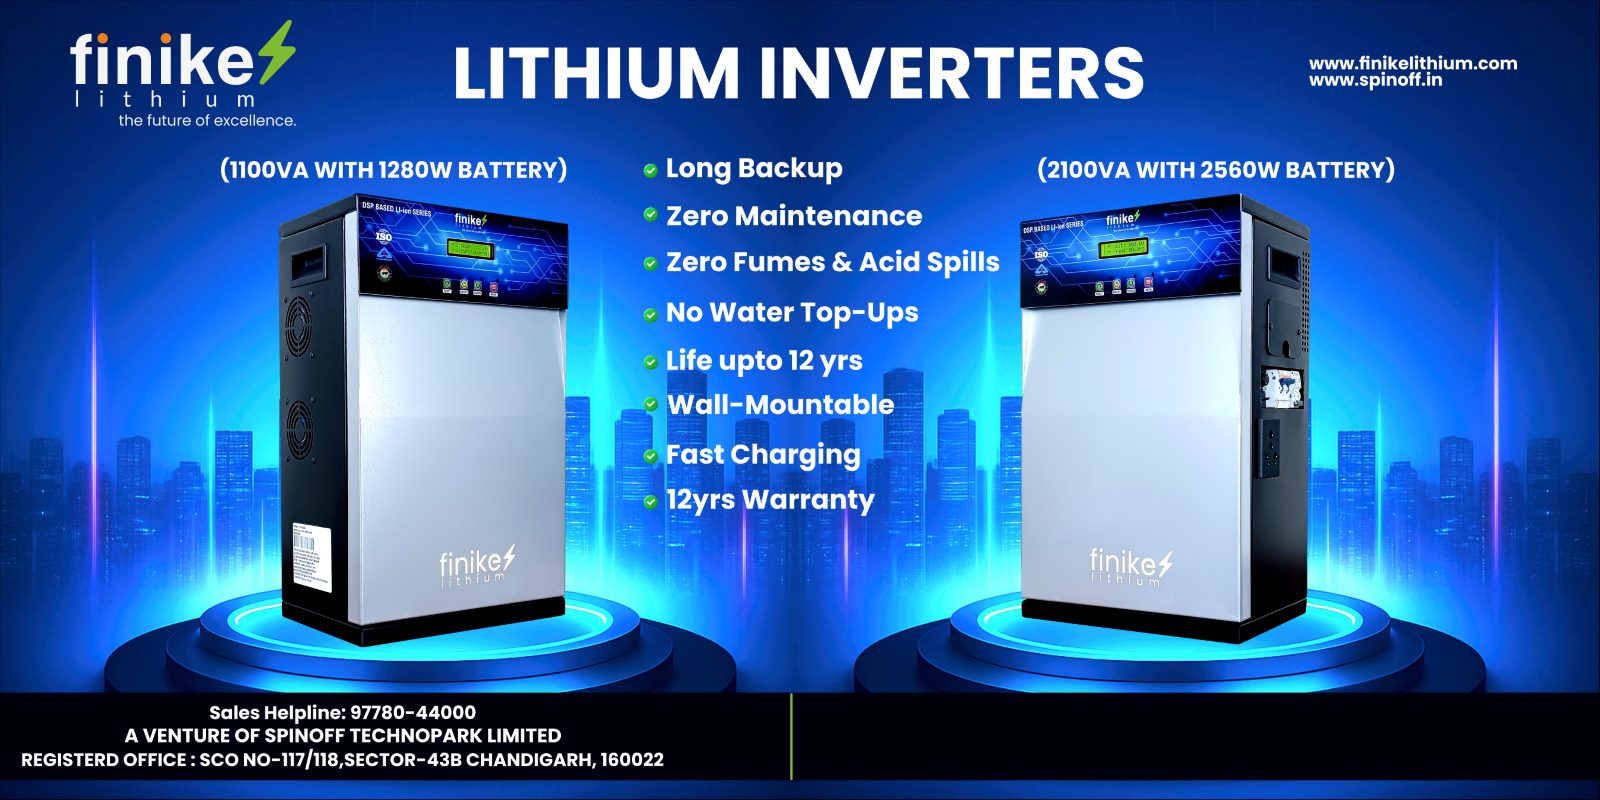 finike
lithium
the future of excellence.
LITHIUM INVERTERS
www.finikelithium.com
www.spinoff.in
(1100VA WITH 1280W BATTERY)
(2100VA WITH 2560W BATTERY)
Long Backup
Zero Maintenance
Zero Fumes & Acid Spills
No Water Top-Ups
Life upto 12 yrs
Wall-Mountable
Fast Charging
12yrs Warranty
DSP BASED Li-ion SERIES
finike
lithium
ISO
finike
lithium
DSP BASED Li-ion SERIES
finike
lithium
ISO
finike
lithium
Sales Helpline: 97780-44000
A VENTURE OF SPINOFF TECHNOPARK LIMITED
REGISTERD OFFICE : SCO NO-117/118,SECTOR-43B CHANDIGARH, 160022